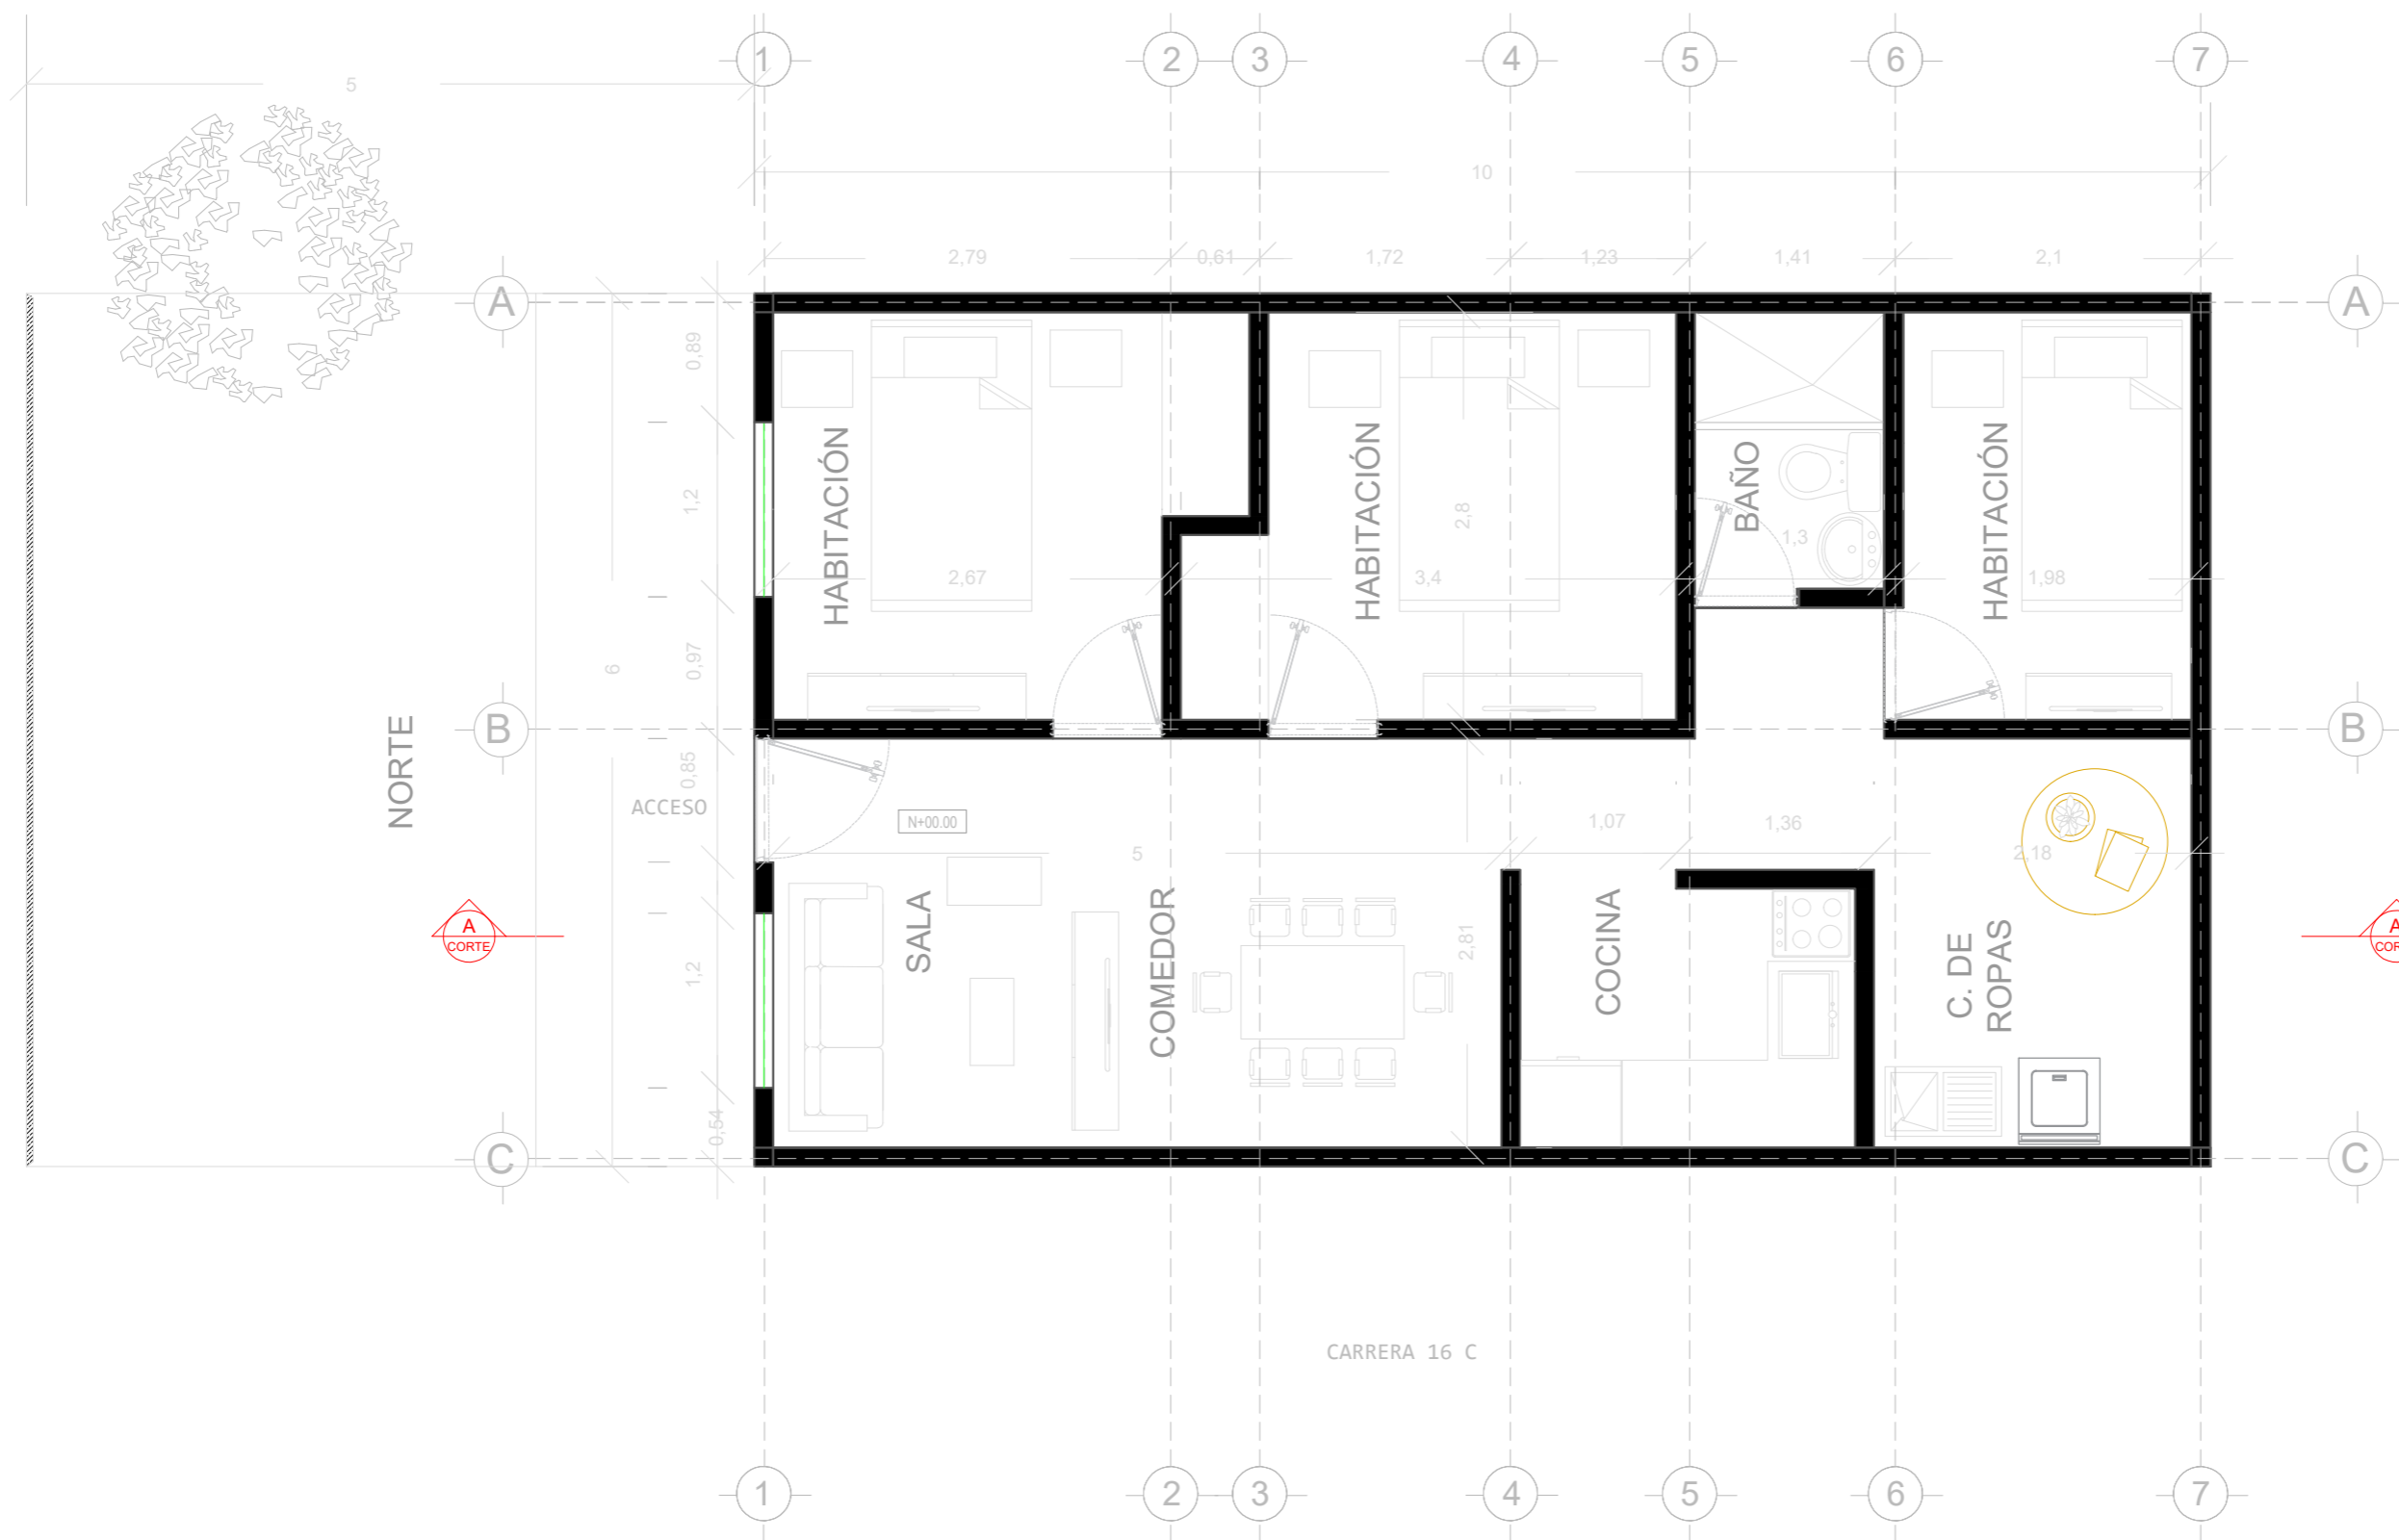 1 2 3 4 5 6 7
5
10
2,79 0,61 1,72 1,23 1,41 2,1
A A
0,89
HABITACIÓN HABITACIÓN BAÑO HABITACIÓN
1,2 2,8
1,3
2,67 3,4 1,98
6 0,97
NORTE
B B
0,85
ACCESO
N+00.00
1,07 1,36
5 2,18
A
CORTE
SALA COMEDOR 2,81 COCINA C. DE
ROPAS
A
COR
1,2
0,54
C C
CARRERA 16 C
1 2 3 4 5 6 7